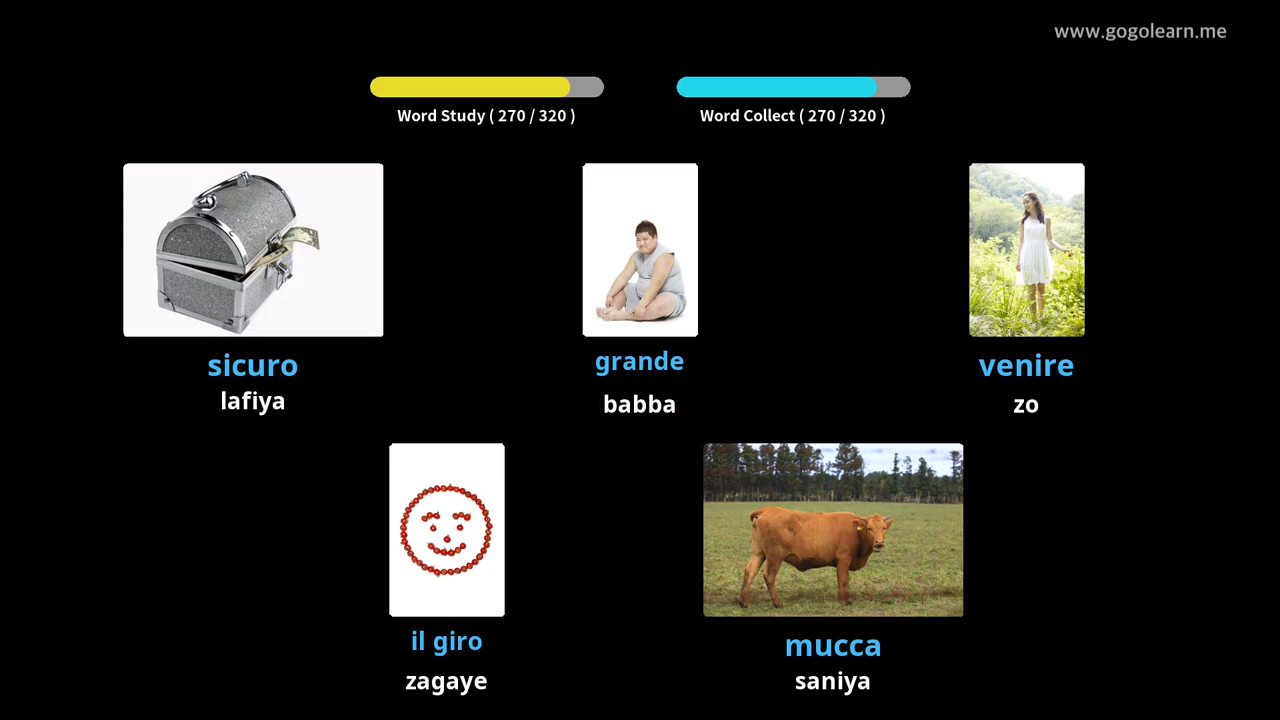 www.gogolearn.me
Word Study ( 270 / 320 )
Word Collect ( 270 / 320 )
sicuro
lafiya
grande
babba
venire
zo
il giro
zagaye
mucca
saniya